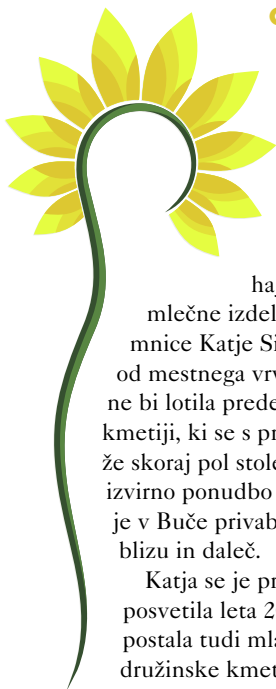 mlečne izdel
mnice Katje Si
od mestnega vrv
ne bi lotila prede
kmetiji, ki se s pr
že skoraj pol stole
izvirno ponudbo
je v Buče privab
blizu in daleč.
Katja se je pr
posvetila leta 2
postala tudi mla
družinske kmet